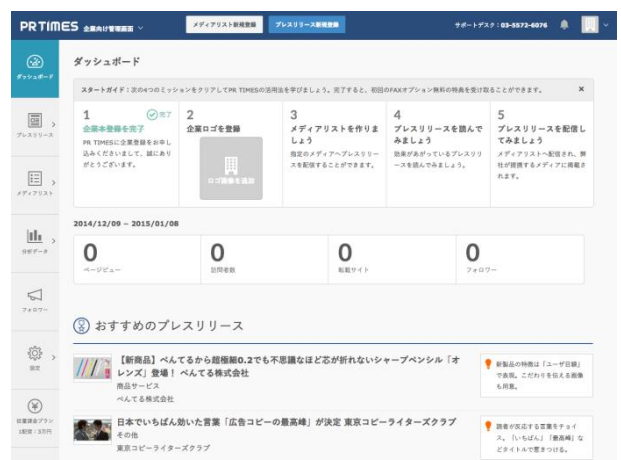 PR TIMES 企業向け管理画面
メディアリスト新規登録
プレスリリース新規登録
サポートデスク：03-5572-6076
ダッシュボード
ダッシュボード
プレスリリース
メディアリスト
分析データ
フォロワー
設定
従量課金プラン
1配信：3万円
スタートガイド：次の4つのミッションをクリアしてPR TIMESの活用法を学びましょう。完了すると、初回のFAXオプション無料の特典を受け取ることができます。
×
1
完了
企業本登録を完了
PR TIMESに企業登録をお申し
込みくださいまして、誠にあり
がとうございます。
2
企業ロゴを登録
ロゴ画像を追加
3
メディアリストを作りま
しょう
指定のメディアへプレスリリー
スを配信することができます。
4
プレスリリースを読んで
みましょう
効果があがっているプレスリリ
ースを読んでみましょう。
5
プレスリリースを配信し
てみましょう
メディアリストへ配信され、弊
社が提携するメディアに掲載さ
れます。
2014/12/09 – 2015/01/08
0
ページビュー
0
訪問者数
0
転載サイト
0
フォロワー
おすすめのプレスリリース
【新商品】ぺんてるから超極細0.2でも不思議なほど芯が折れないシャープペンシル「オ
レンズ」登場！ ぺんてる株式会社
商品サービス
ぺんてる株式会社
新製品の特徴は「ユーザ目線」
で表現。こだわりを伝える画像
も用意。
日本でいちばん効いた言葉「広告コピーの最高峰」が決定 東京コピーライターズクラブ
その他
東京コピーライターズクラブ
読者が反応する言葉をチョイ
ス。「いちばん」「最高峰」な
どタイトルで惹きつける。